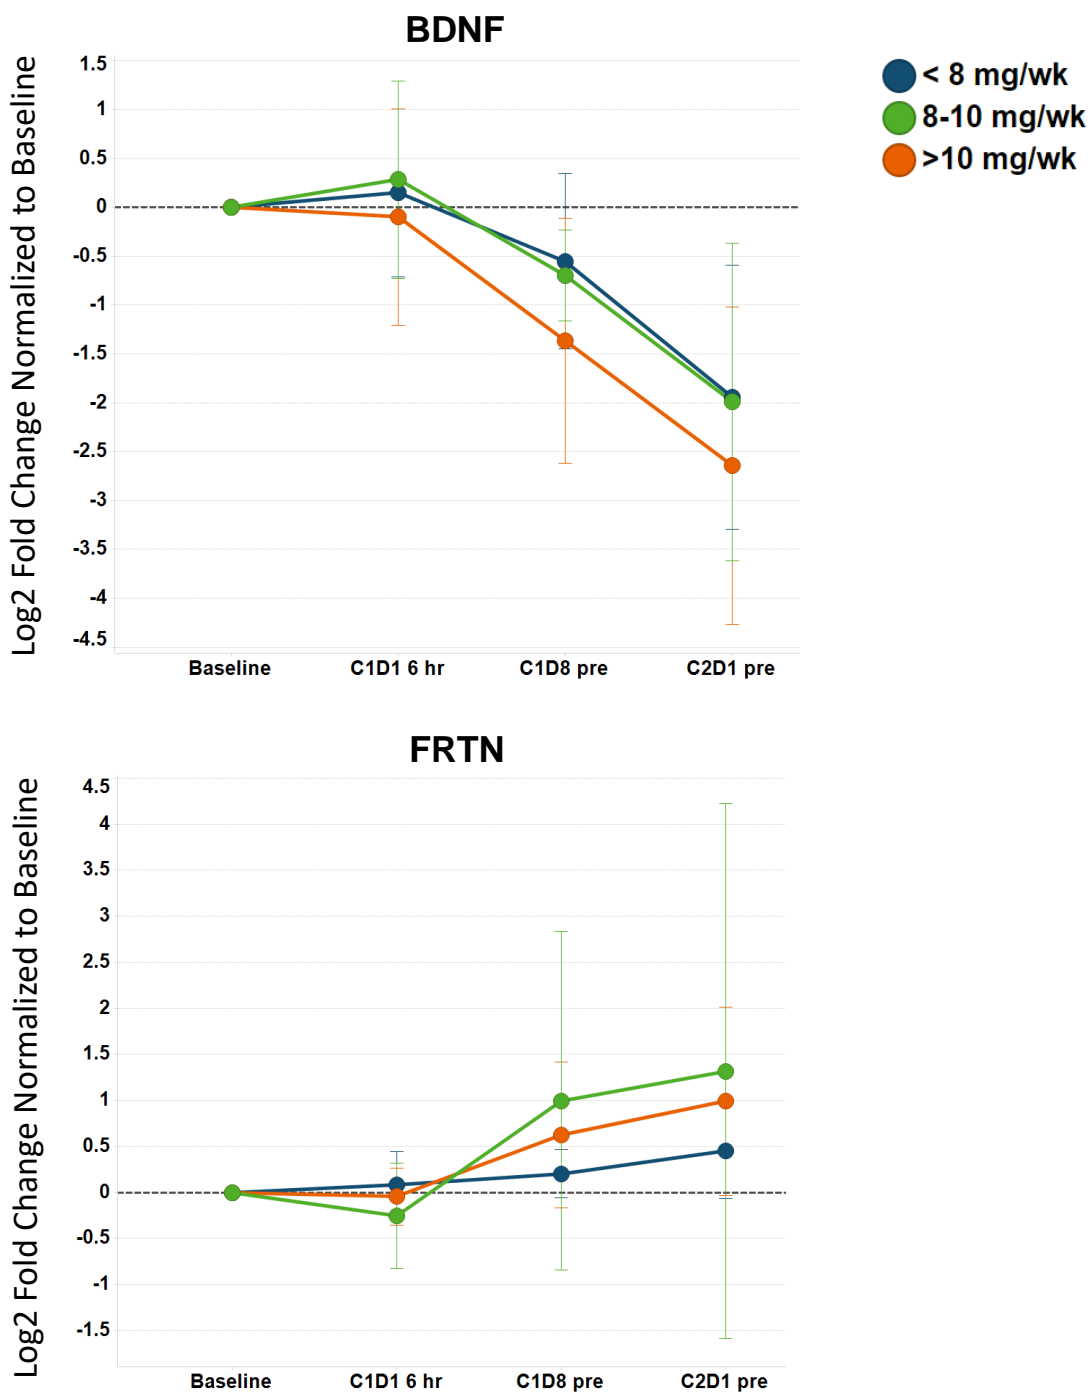 BDNF
< 8 mg/wk
8-10 mg/wk
>10 mg/wk
Log2 Fold Change Normalized to Baseline
1.5
1
0.5
0
-0.5
-1
-1.5
-2
-2.5
-3
-3.5
-4
-4.5
Baseline C1D1 6 hr C1D8 pre C2D1 pre
FRTN
Log2 Fold Change Normalized to Baseline
4.5
4
3.5
3
2.5
2
1.5
1
0.5
0
-0.5
-1
-1.5
Baseline C1D1 6 hr C1D8 pre C2D1 pre